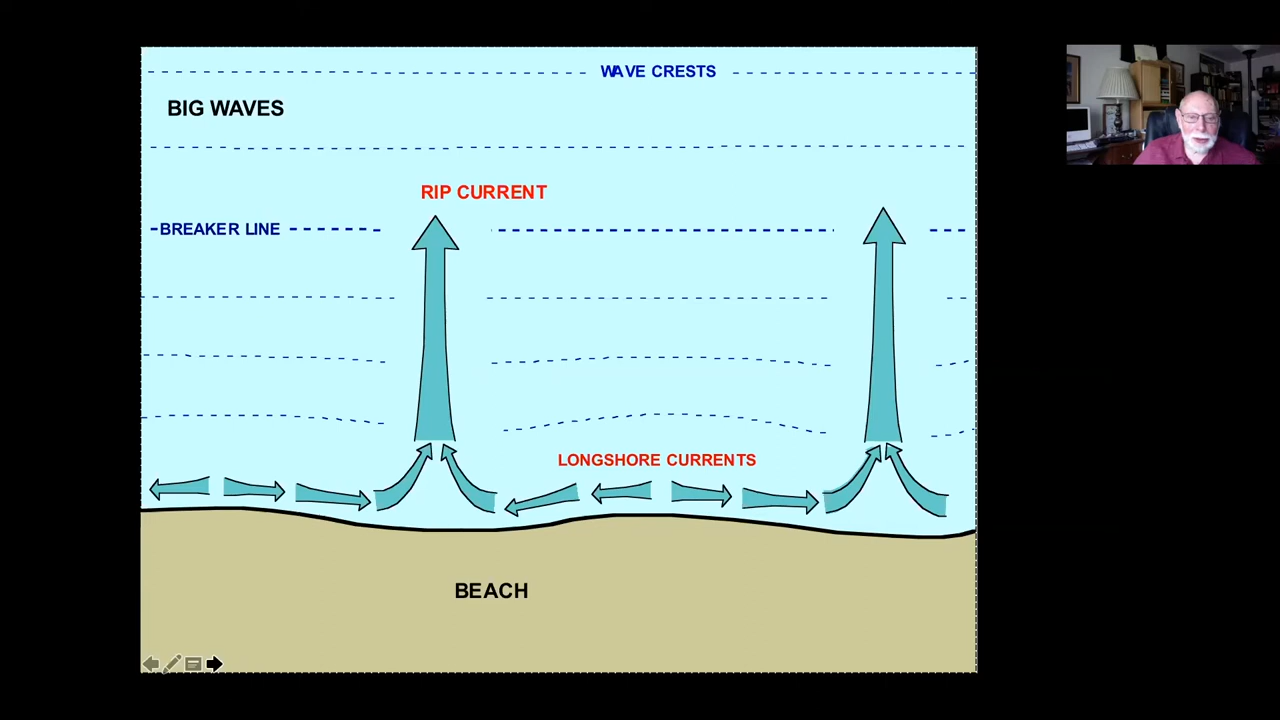 WAVE CRESTS
BIG WAVES
RIP CURRENT
BREAKER LINE
LONGSHORE CURRENTS
BEACH